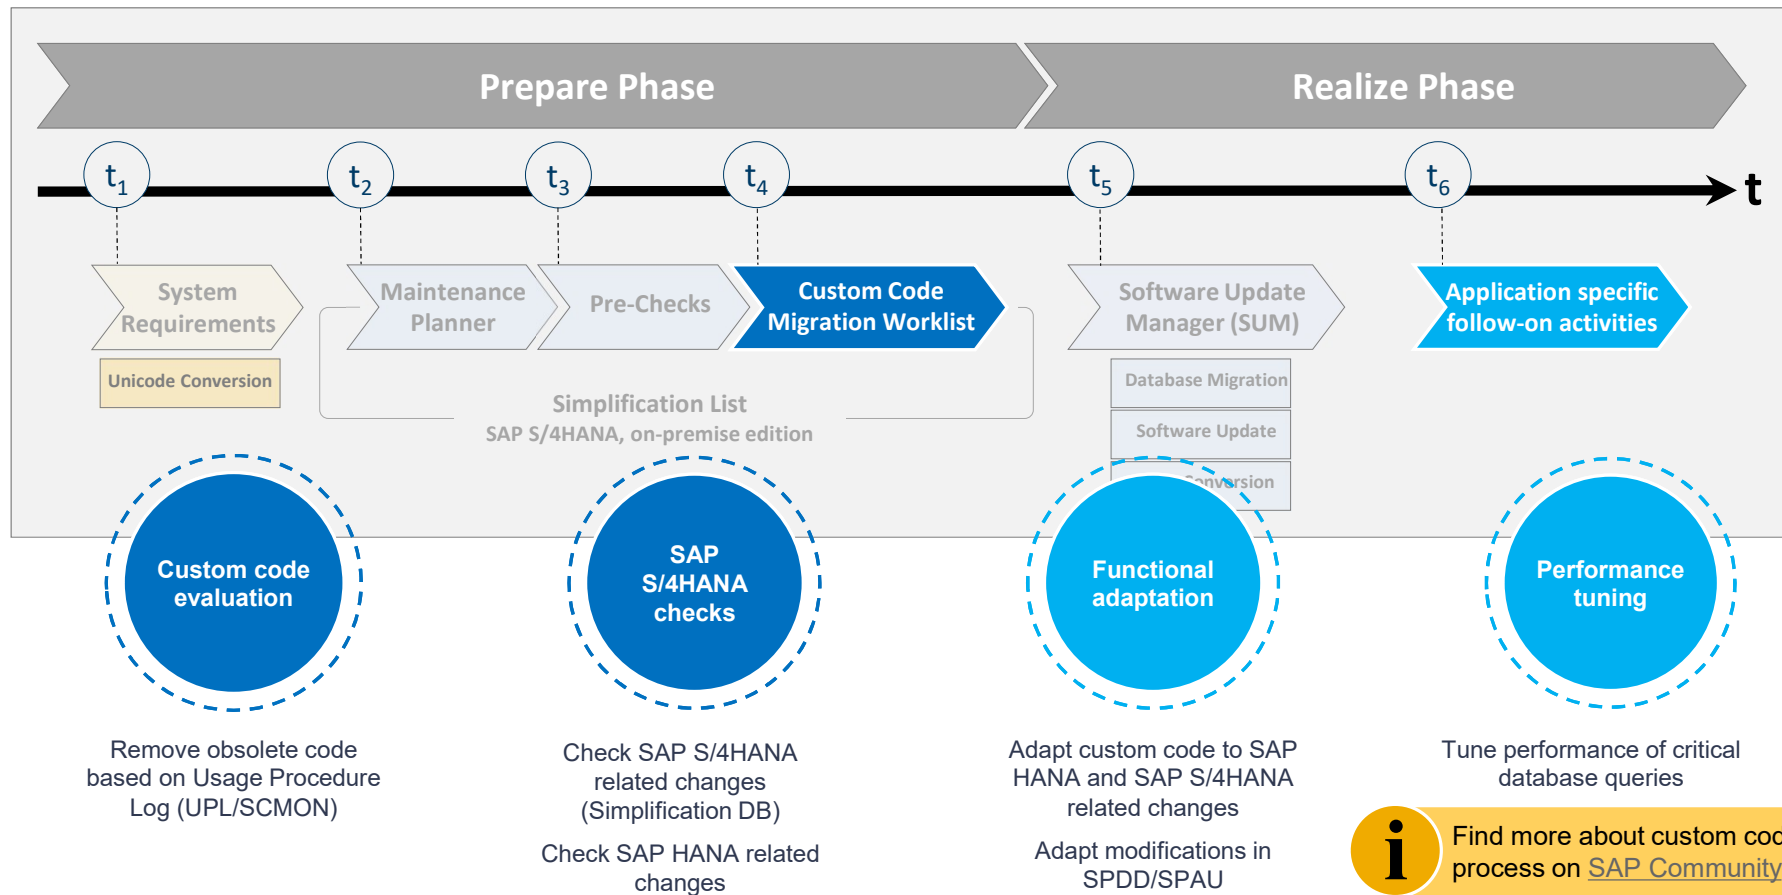 Prepare Phase
Realize Phase
t1
t2
t3
t4
t5
t6
t
System
Requirements
Maintenance
Planner
Pre-Checks
Custom Code
Migration Worklist
Software Update
Manager (SUM)
Application specific
follow-on activities
Unicode Conversion
Simplification List
SAP S/4HANA, on-premise edition
Database Migration
Software Update
Conversion
Custom code
evaluation
SAP
S/4HANA
checks
Functional
adaptation
Performance
tuning
Remove obsolete code
based on Usage Procedure
Log (UPL/SCMON)
Check SAP S/4HANA
related changes
(Simplification DB)
Check SAP HANA related
changes
Adapt custom code to SAP
HANA and SAP S/4HANA
related changes
Adapt modifications in
SPDD/SPAU
Tune performance of critical
database queries
i
Find more about custom cod
process on SAP Community